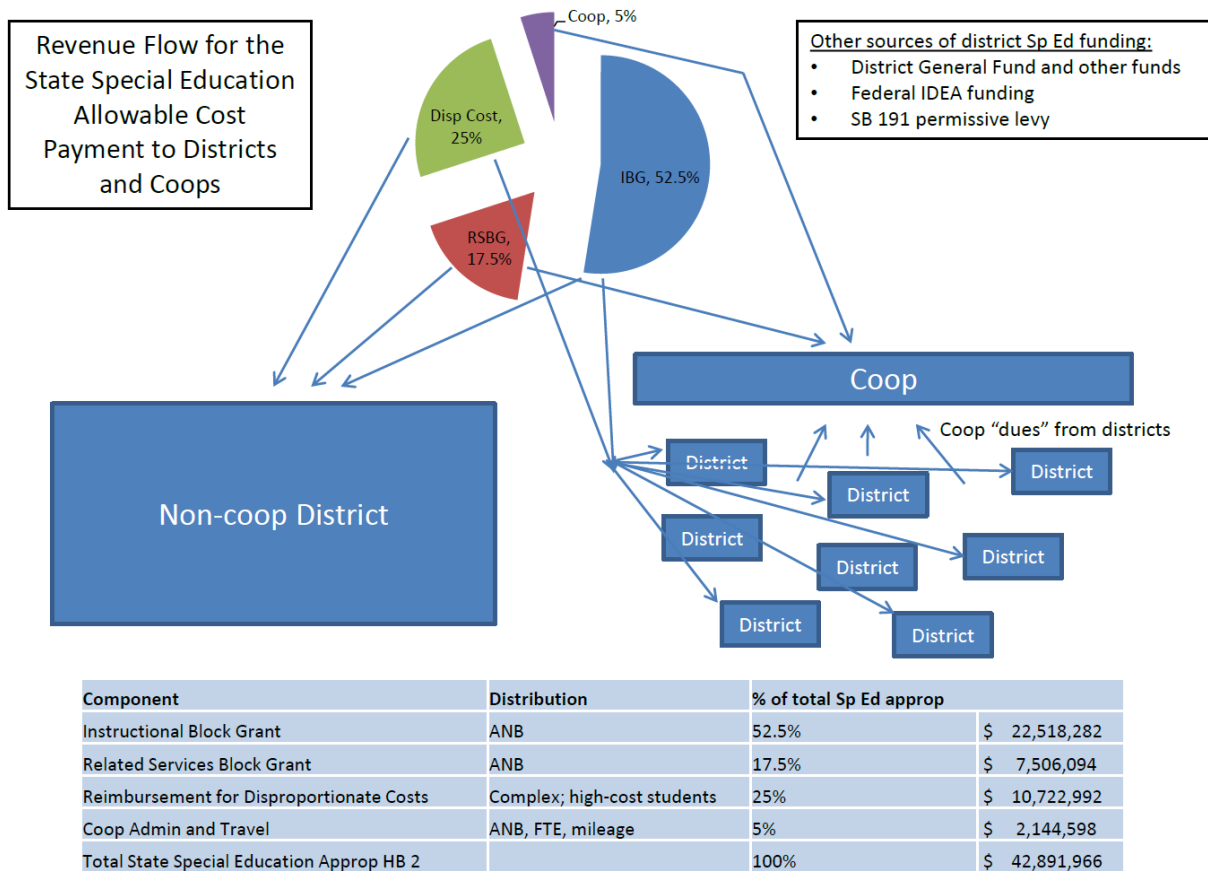 Revenue Flow for the
State Special Education
Allowable Cost
Payment to Districts
and Coops
Coop, 5%
Disp Cost,
25%
IBG, 52.5%
RSBG,
17.5%
Other sources of district Sp Ed funding:
• District General Fund and other funds
• Federal IDEA funding
• SB 191 permissive levy
Non-coop District
Coop
Coop “dues” from districts
District
District
District
District
District
District
District
District
Component Distribution % of total Sp Ed approp
Instructional Block Grant ANB 52.5% $ 22,518,282
Related Services Block Grant ANB 17.5% $ 7,506,094
Reimbursement for Disproportionate Costs Complex; high-cost students 25% $ 10,722,992
Coop Admin and Travel ANB, FTE, mileage 5% $ 2,144,598
Total State Special Education Approp HB 2 100% $ 42,891,966